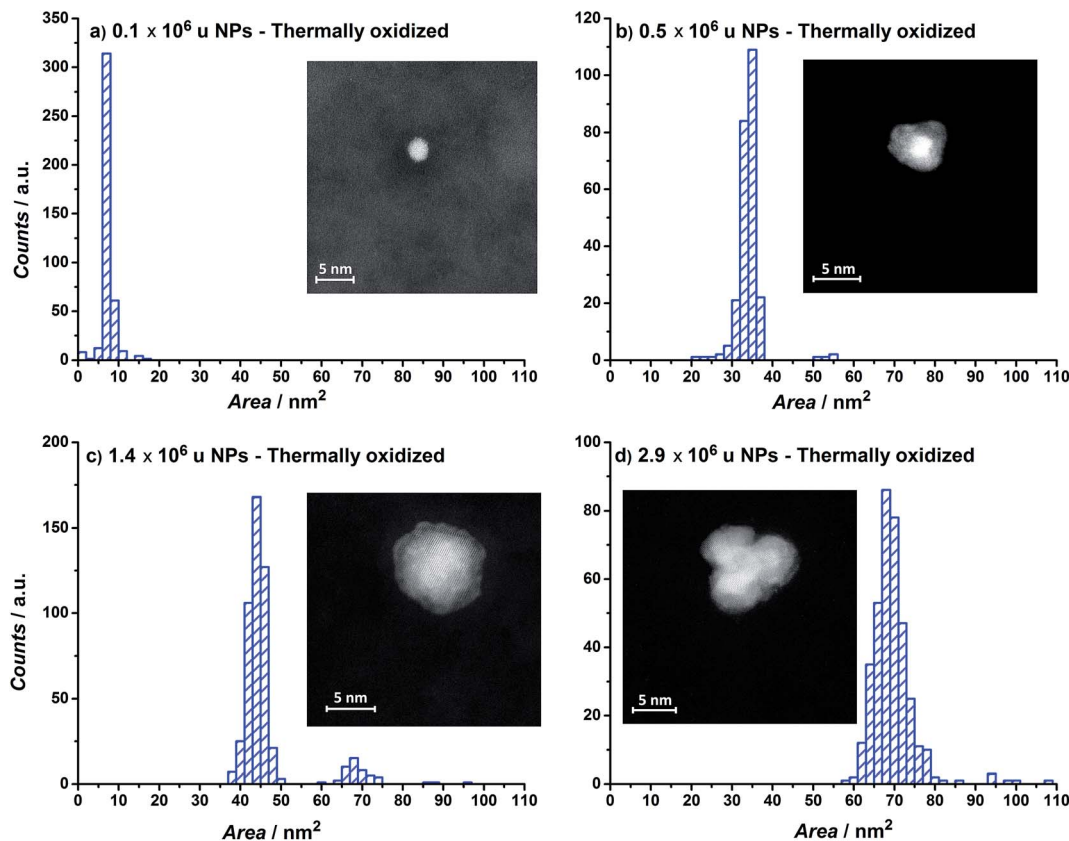 a) 0.1 × 10⁶ u NPs - Thermally oxidized
350
300
250
200
150
100
50
0
Counts / a.u.
5 nm
0 10 20 30 40 50 60 70 80 90 100 110
Area / nm²
b) 0.5 × 10⁶ u NPs - Thermally oxidized
120
100
80
60
40
20
0
5 nm
0 10 20 30 40 50 60 70 80 90 100 110
Area / nm²
c) 1.4 × 10⁶ u NPs - Thermally oxidized
200
150
100
50
0
Counts / a.u.
5 nm
0 10 20 30 40 50 60 70 80 90 100 110
Area / nm²
d) 2.9 × 10⁶ u NPs - Thermally oxidized
100
80
60
40
20
0
5 nm
0 10 20 30 40 50 60 70 80 90 100 110
Area / nm²